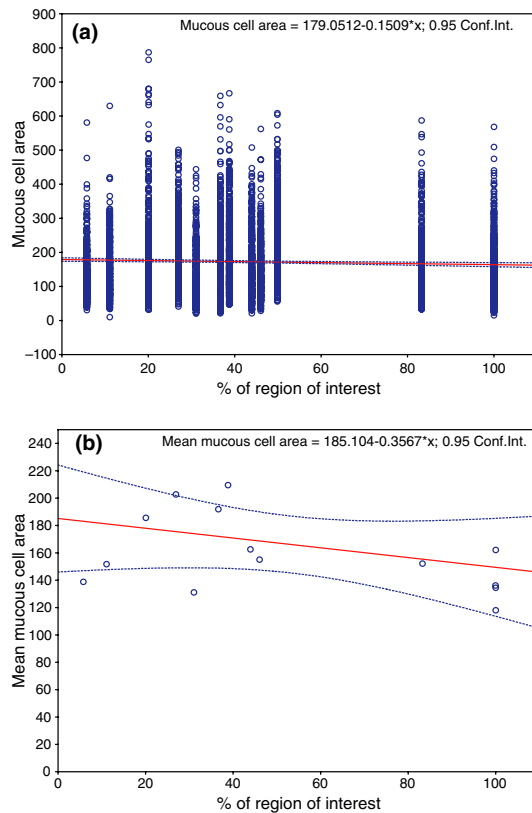 (a)
Mucous cell area = 179.0512-0.1509*x; 0.95 Conf.Int.
900
800
700
600
500
400
300
200
100
0
−100
Mucous cell area
0 20 40 60 80 100
% of region of interest
(b)
Mean mucous cell area = 185.104-0.3567*x; 0.95 Conf.Int.
240
220
200
180
160
140
120
100
80
60
40
20
0
Mean mucous cell area
0 20 40 60 80 100
% of region of interest